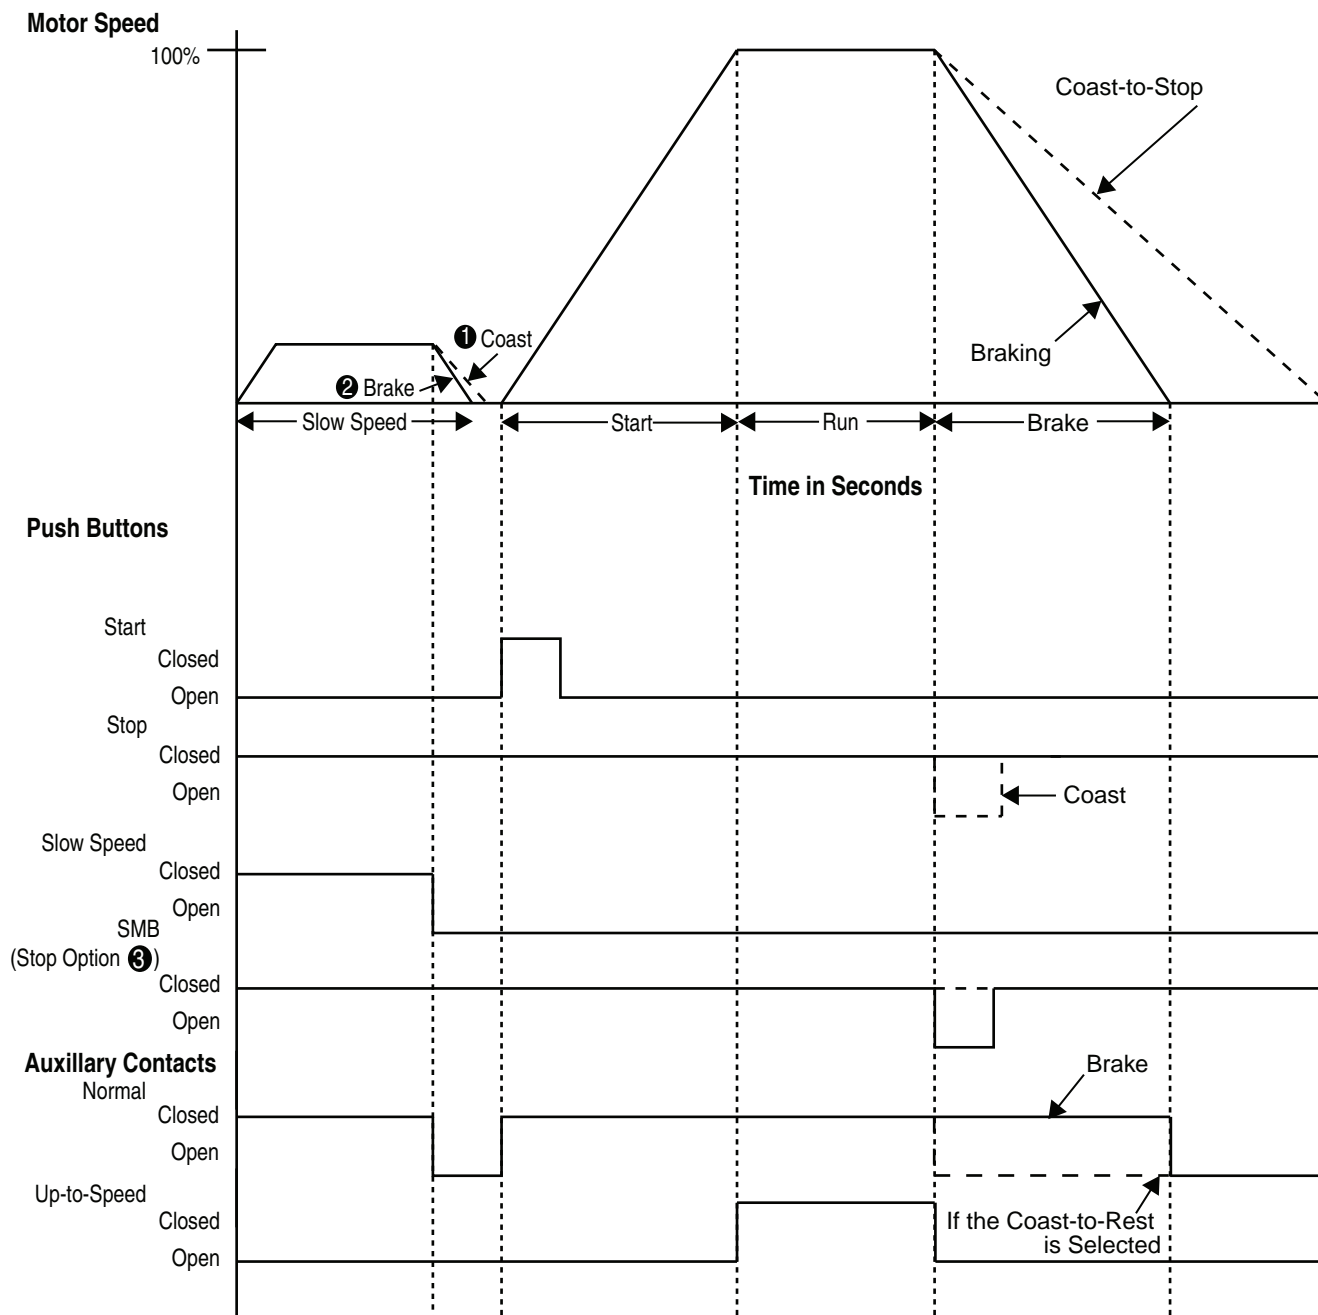 Motor Speed
100%
Coast-to-Stop
❶ Coast
Braking
❷ Brake
Slow Speed
Start
Run
Brake
Time in Seconds
Push Buttons
Start
Closed
Open
Stop
Closed
Open
Coast
Slow Speed
Closed
Open
SMB
(Stop Option ❸)
Closed
Open
Auxillary Contacts
Brake
Normal
Closed
Open
Up-to-Speed
If the Coast-to-Rest
is Selected
Closed
Open